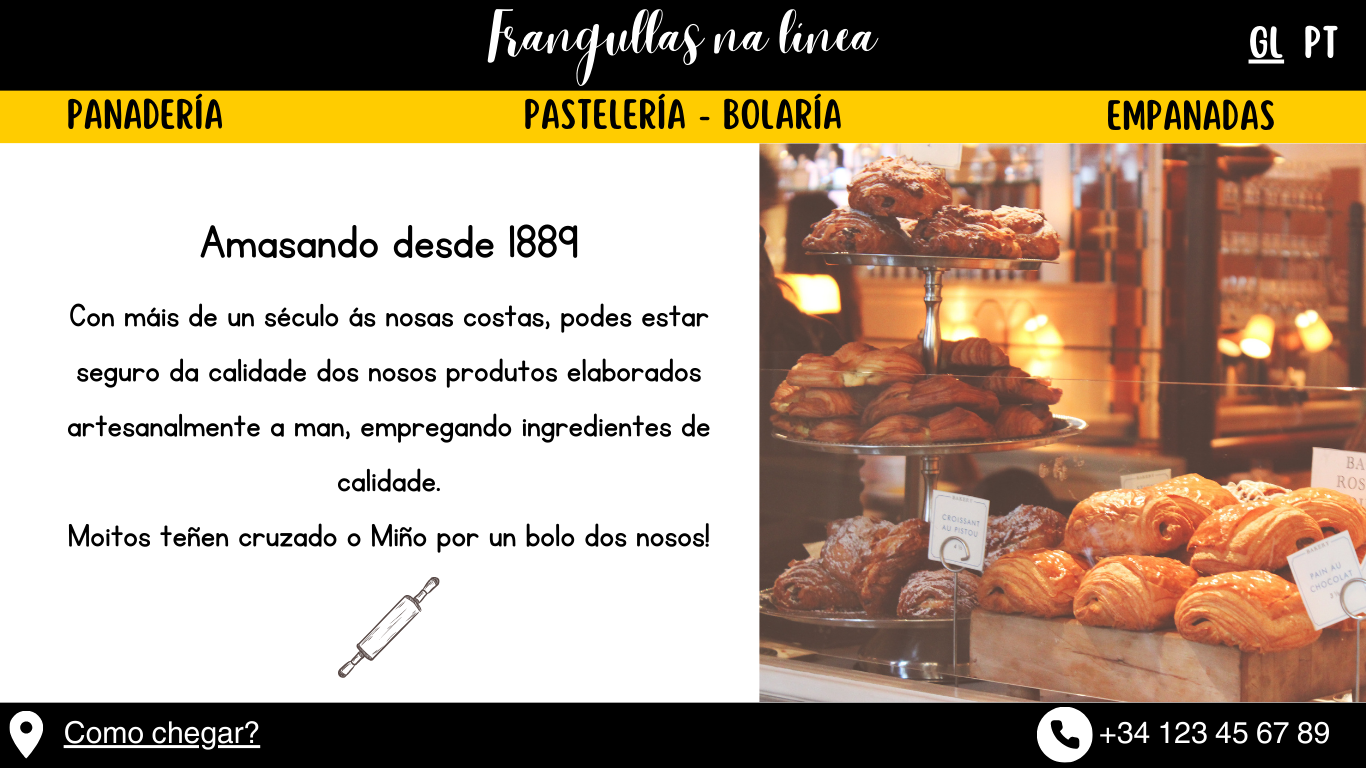 Frangullas na línea
GL PT
PANADERÍA
PASTELERÍA - BOLARÍA
EMPANADAS
Amasando desde 1889
Con máis de un século ás nosas costas, podes estar
seguro da calidade dos nosos produtos elaborados
artesanalmente a man, empregando ingredientes de
calidade.
Moitos teñen cruzado o Miño por un bolo dos nosos!
BAKERY
CROISSANT
AU PISTOU
BAKERY
PAIN AU
CHOCOLAT
Como chegar?
+34 123 45 67 89